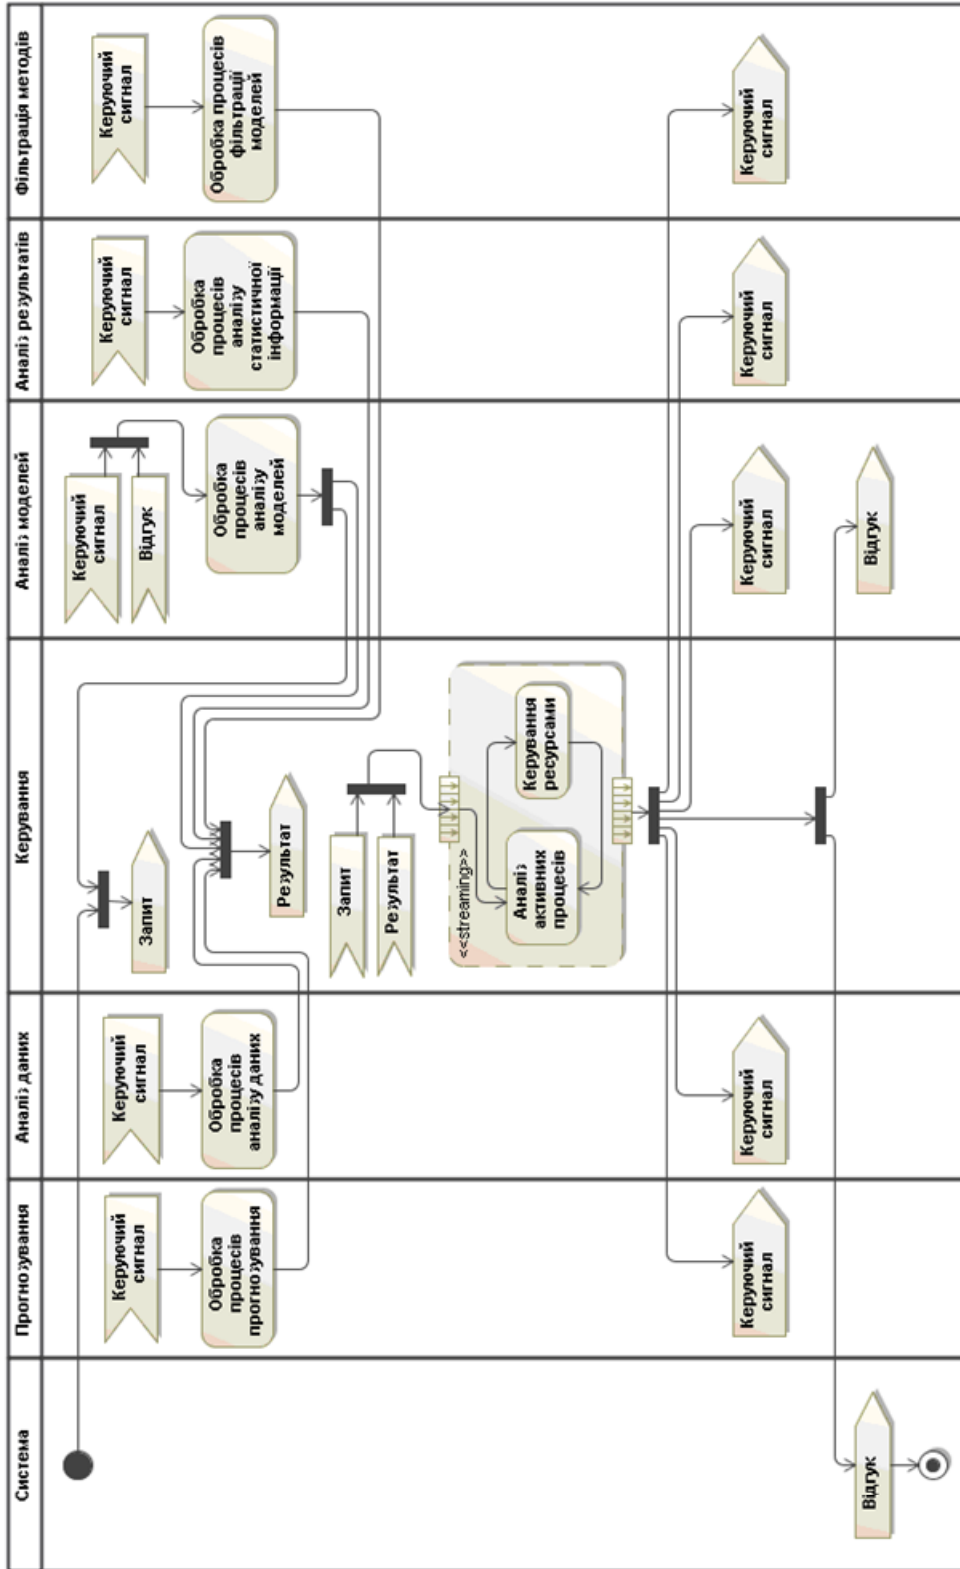 Система
Прогнозування
Аналіз даних
Керування
Аналіз моделей
Аналіз результатів
Фільтрація методів
Керуючий
сигнал
Обробка
процесів
прогнозування
Керуючий
сигнал
Обробка
процесів
аналізу даних
Запит
Результат
Керуючий
сигнал
Відгук
Обробка
процесів
аналізу
моделей
Керуючий
сигнал
Обробка
процесів
аналізу
статистичної
інформації
Керуючий
сигнал
Обробка процесів
фільтрації
моделей
Запит
Результат
<<streaming>>
Аналіз
активних
процесів
Керування
ресурсами
Керуючий
сигнал
Керуючий
сигнал
Керуючий
сигнал
Керуючий
сигнал
Керуючий
сигнал
Відгук
Відгук